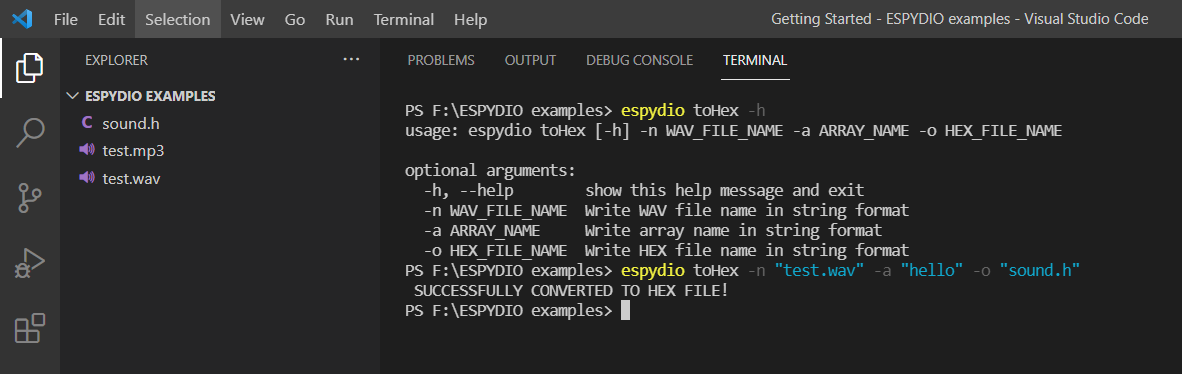 File Edit Selection View Go Run Terminal Help Getting Started - ESPYDIO examples - Visual Studio Code
EXPLORER ···
ESPYDIO EXAMPLES
C sound.h
test.mp3
test.wav
PROBLEMS OUTPUT DEBUG CONSOLE TERMINAL
PS F:\ESPYDIO examples> espydio toHex -h
usage: espydio toHex [-h] -n WAV_FILE_NAME -a ARRAY_NAME -o HEX_FILE_NAME
optional arguments:
-h, --help show this help message and exit
-n WAV_FILE_NAME Write WAV file name in string format
-a ARRAY_NAME Write array name in string format
-o HEX_FILE_NAME Write HEX file name in string format
PS F:\ESPYDIO examples> espydio toHex -n "test.wav" -a "hello" -o "sound.h"
SUCCESSFULLY CONVERTED TO HEX FILE!
PS F:\ESPYDIO examples>